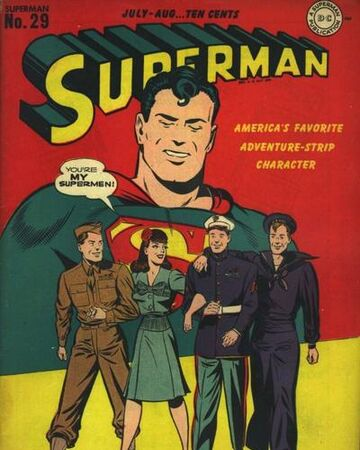 SUPERMAN
No. 29
JULY-AUG...TEN CENTS
A SUPERMAN
DC
PUBLICATION
SUPERMAN
AMERICA'S FAVORITE
ADVENTURE-STRIP
CHARACTER
YOU'RE
MY
SUPERMEN!